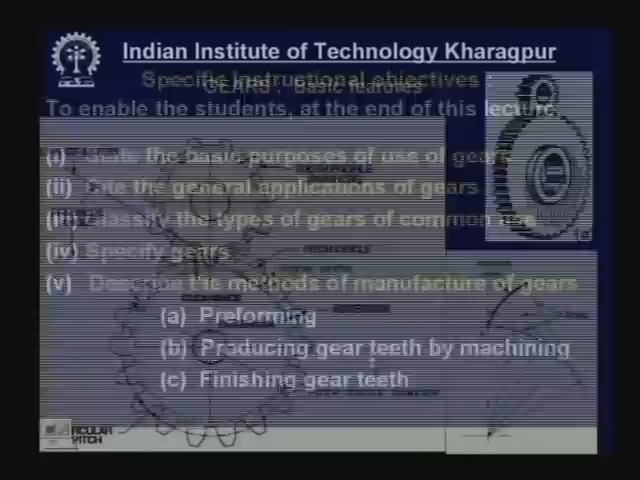 Indian Institute of Technology Kharagpur
Specific Instructional objectives
GEARS : Basic features
To enable the students, at the end of this lecture,
(i) State the basic purposes of use of gears
(ii) Cite the general applications of gears
(iii) Classify the types of gears of common use
(iv) Specify gears
(v) Describe the methods of manufacture of gears
(a) Preforming
(b) Producing gear teeth by machining
(c) Finishing gear teeth
CLEARANCE
PITCH